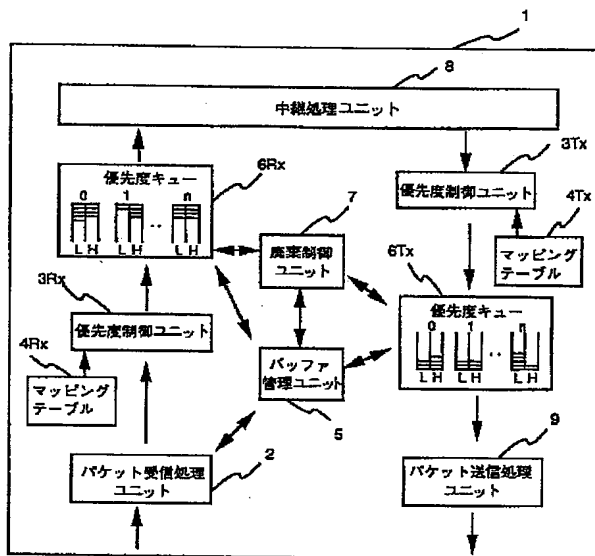 1
8
中継処理ユニット
6Rx
優先度キュー
0 1 n
‥
L H L H L H
3Tx
優先度制御ユニット
4Tx
マッピング
テーブル
7
廃棄制御
ユニット
6Tx
優先度キュー
0 1 n
‥
L H L H L H
3Rx
優先度制御ユニット
4Rx
マッピング
テーブル
バッファ
管理ユニット
5
2
パケット受信処理
ユニット
9
パケット送信処理
ユニット